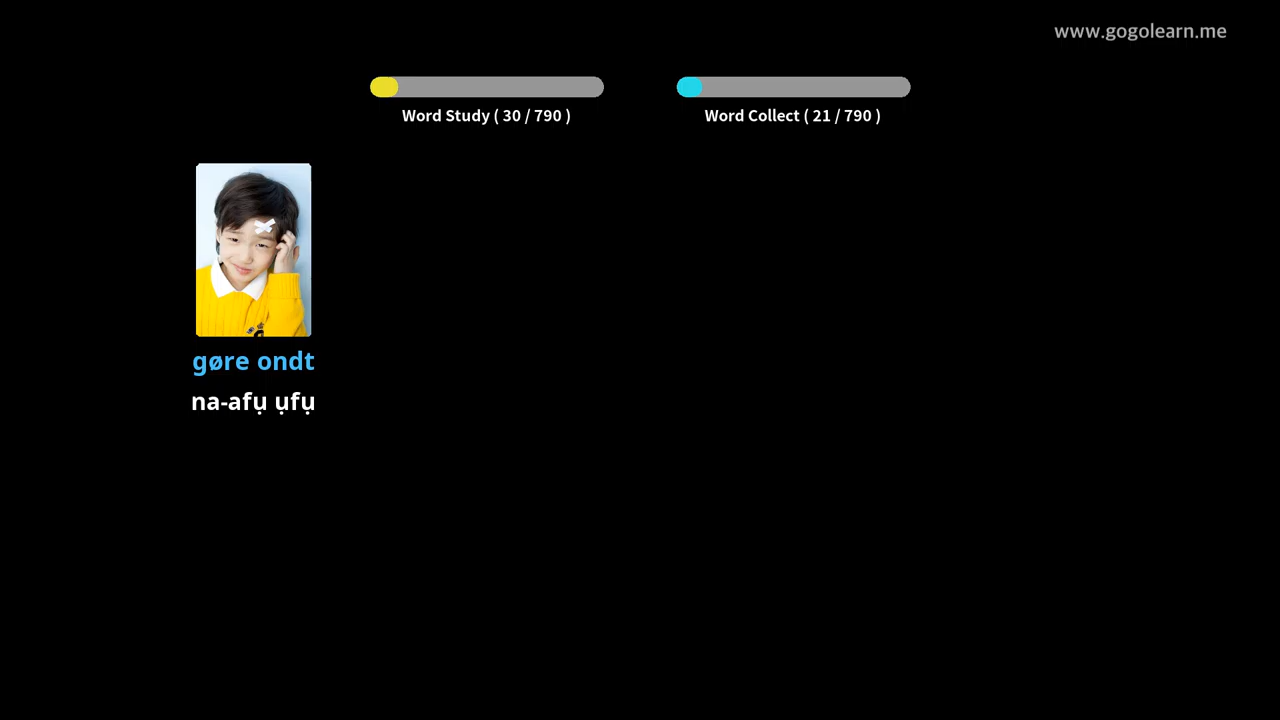 www.gogolearn.me
Word Study ( 30 / 790 )
Word Collect ( 21 / 790 )
gøre ondt
na-afụ ụfụ